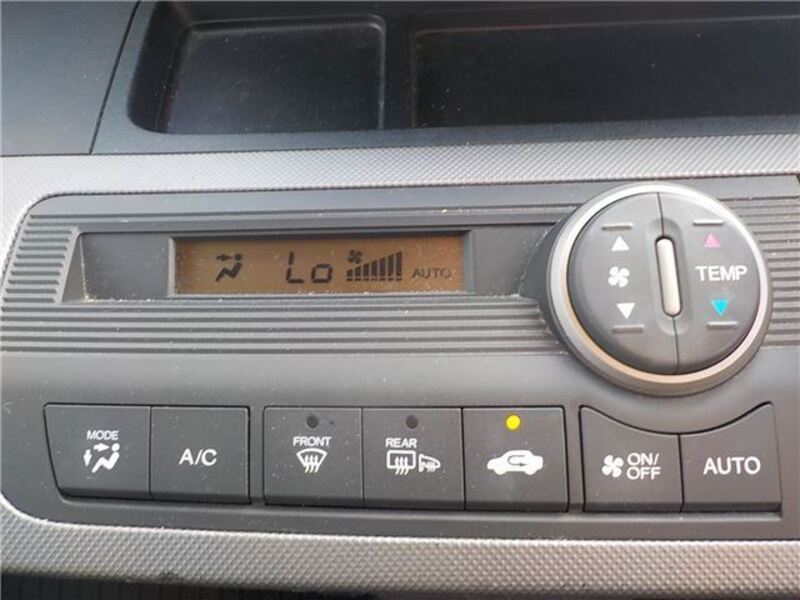 Lo AUTO
TEMP
MODE
A/C
FRONT
REAR
ON/
OFF
AUTO